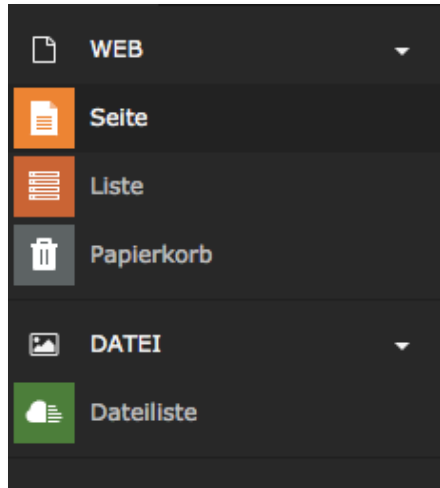 WEB
Seite
Liste
Papierkorb
DATEI
Dateiliste